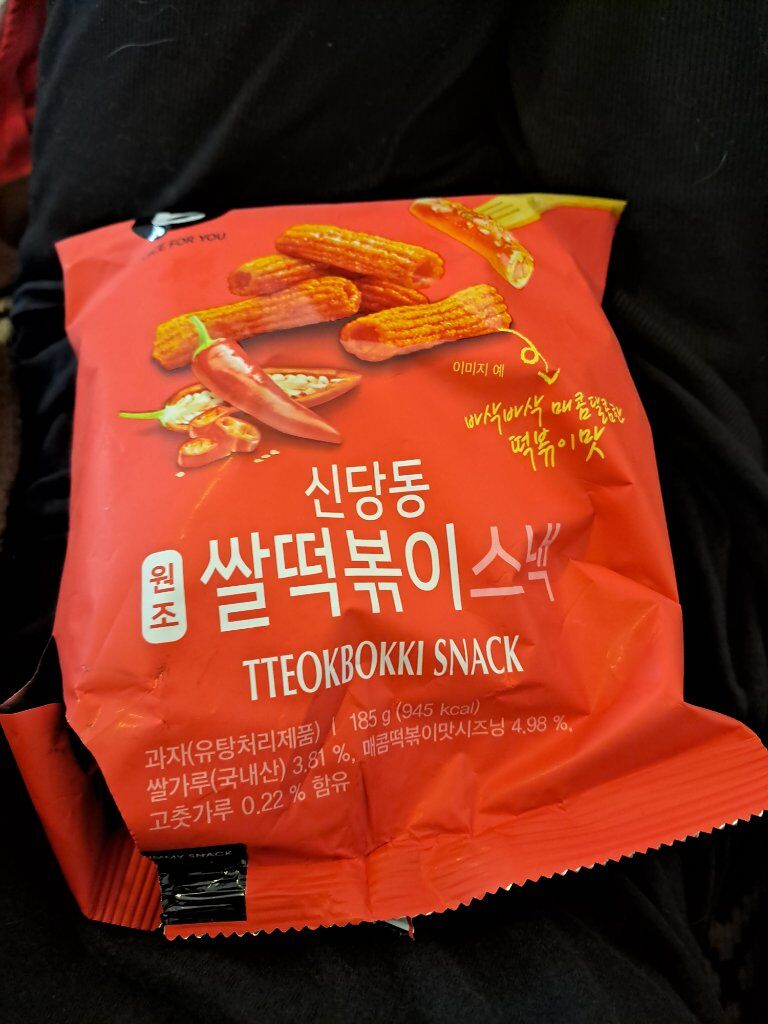 FOR YOU
이미지 예
바삭바삭 매콤달콤한
떡볶이맛
신당동
원조
쌀떡볶이스낵
TTEOKBOKKI SNACK
과자(유탕처리제품) | 185 g (945 kcal)
쌀가루(국내산) 3.81 %, 매콤떡볶이맛시즈닝 4.98 %,
고춧가루 0.22 % 함유
SNACK